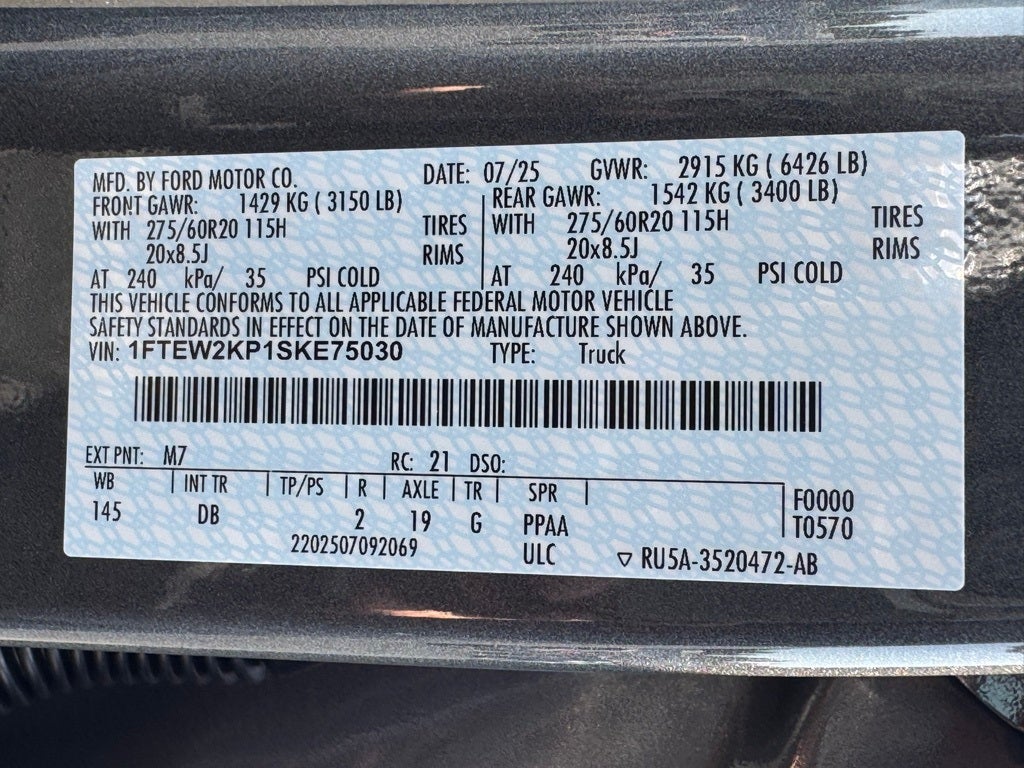 MFD. BY FORD MOTOR CO. DATE: 07/25 GVWR: 2915 KG ( 6426 LB)
FRONT GAWR: 1429 KG ( 3150 LB) REAR GAWR: 1542 KG ( 3400 LB)
WITH 275/60R20 115H TIRES WITH 275/60R20 115H TIRES
20x8.5J RIMS 20x8.5J RIMS
AT 240 kPa/ 35 PSI COLD AT 240 kPa/ 35 PSI COLD
THIS VEHICLE CONFORMS TO ALL APPLICABLE FEDERAL MOTOR VEHICLE
SAFETY STANDARDS IN EFFECT ON THE DATE OF MANUFACTURE SHOWN ABOVE.
VIN: 1FTEW2KP1SKE75030 TYPE: Truck
EXT PNT: M7 RC: 21 DSO:
WB INT TR TP/PS R AXLE TR SPR F0000
145 DB 2 19 G PPAA T0570
2202507092069 ULC ▽ RU5A-3520472-AB